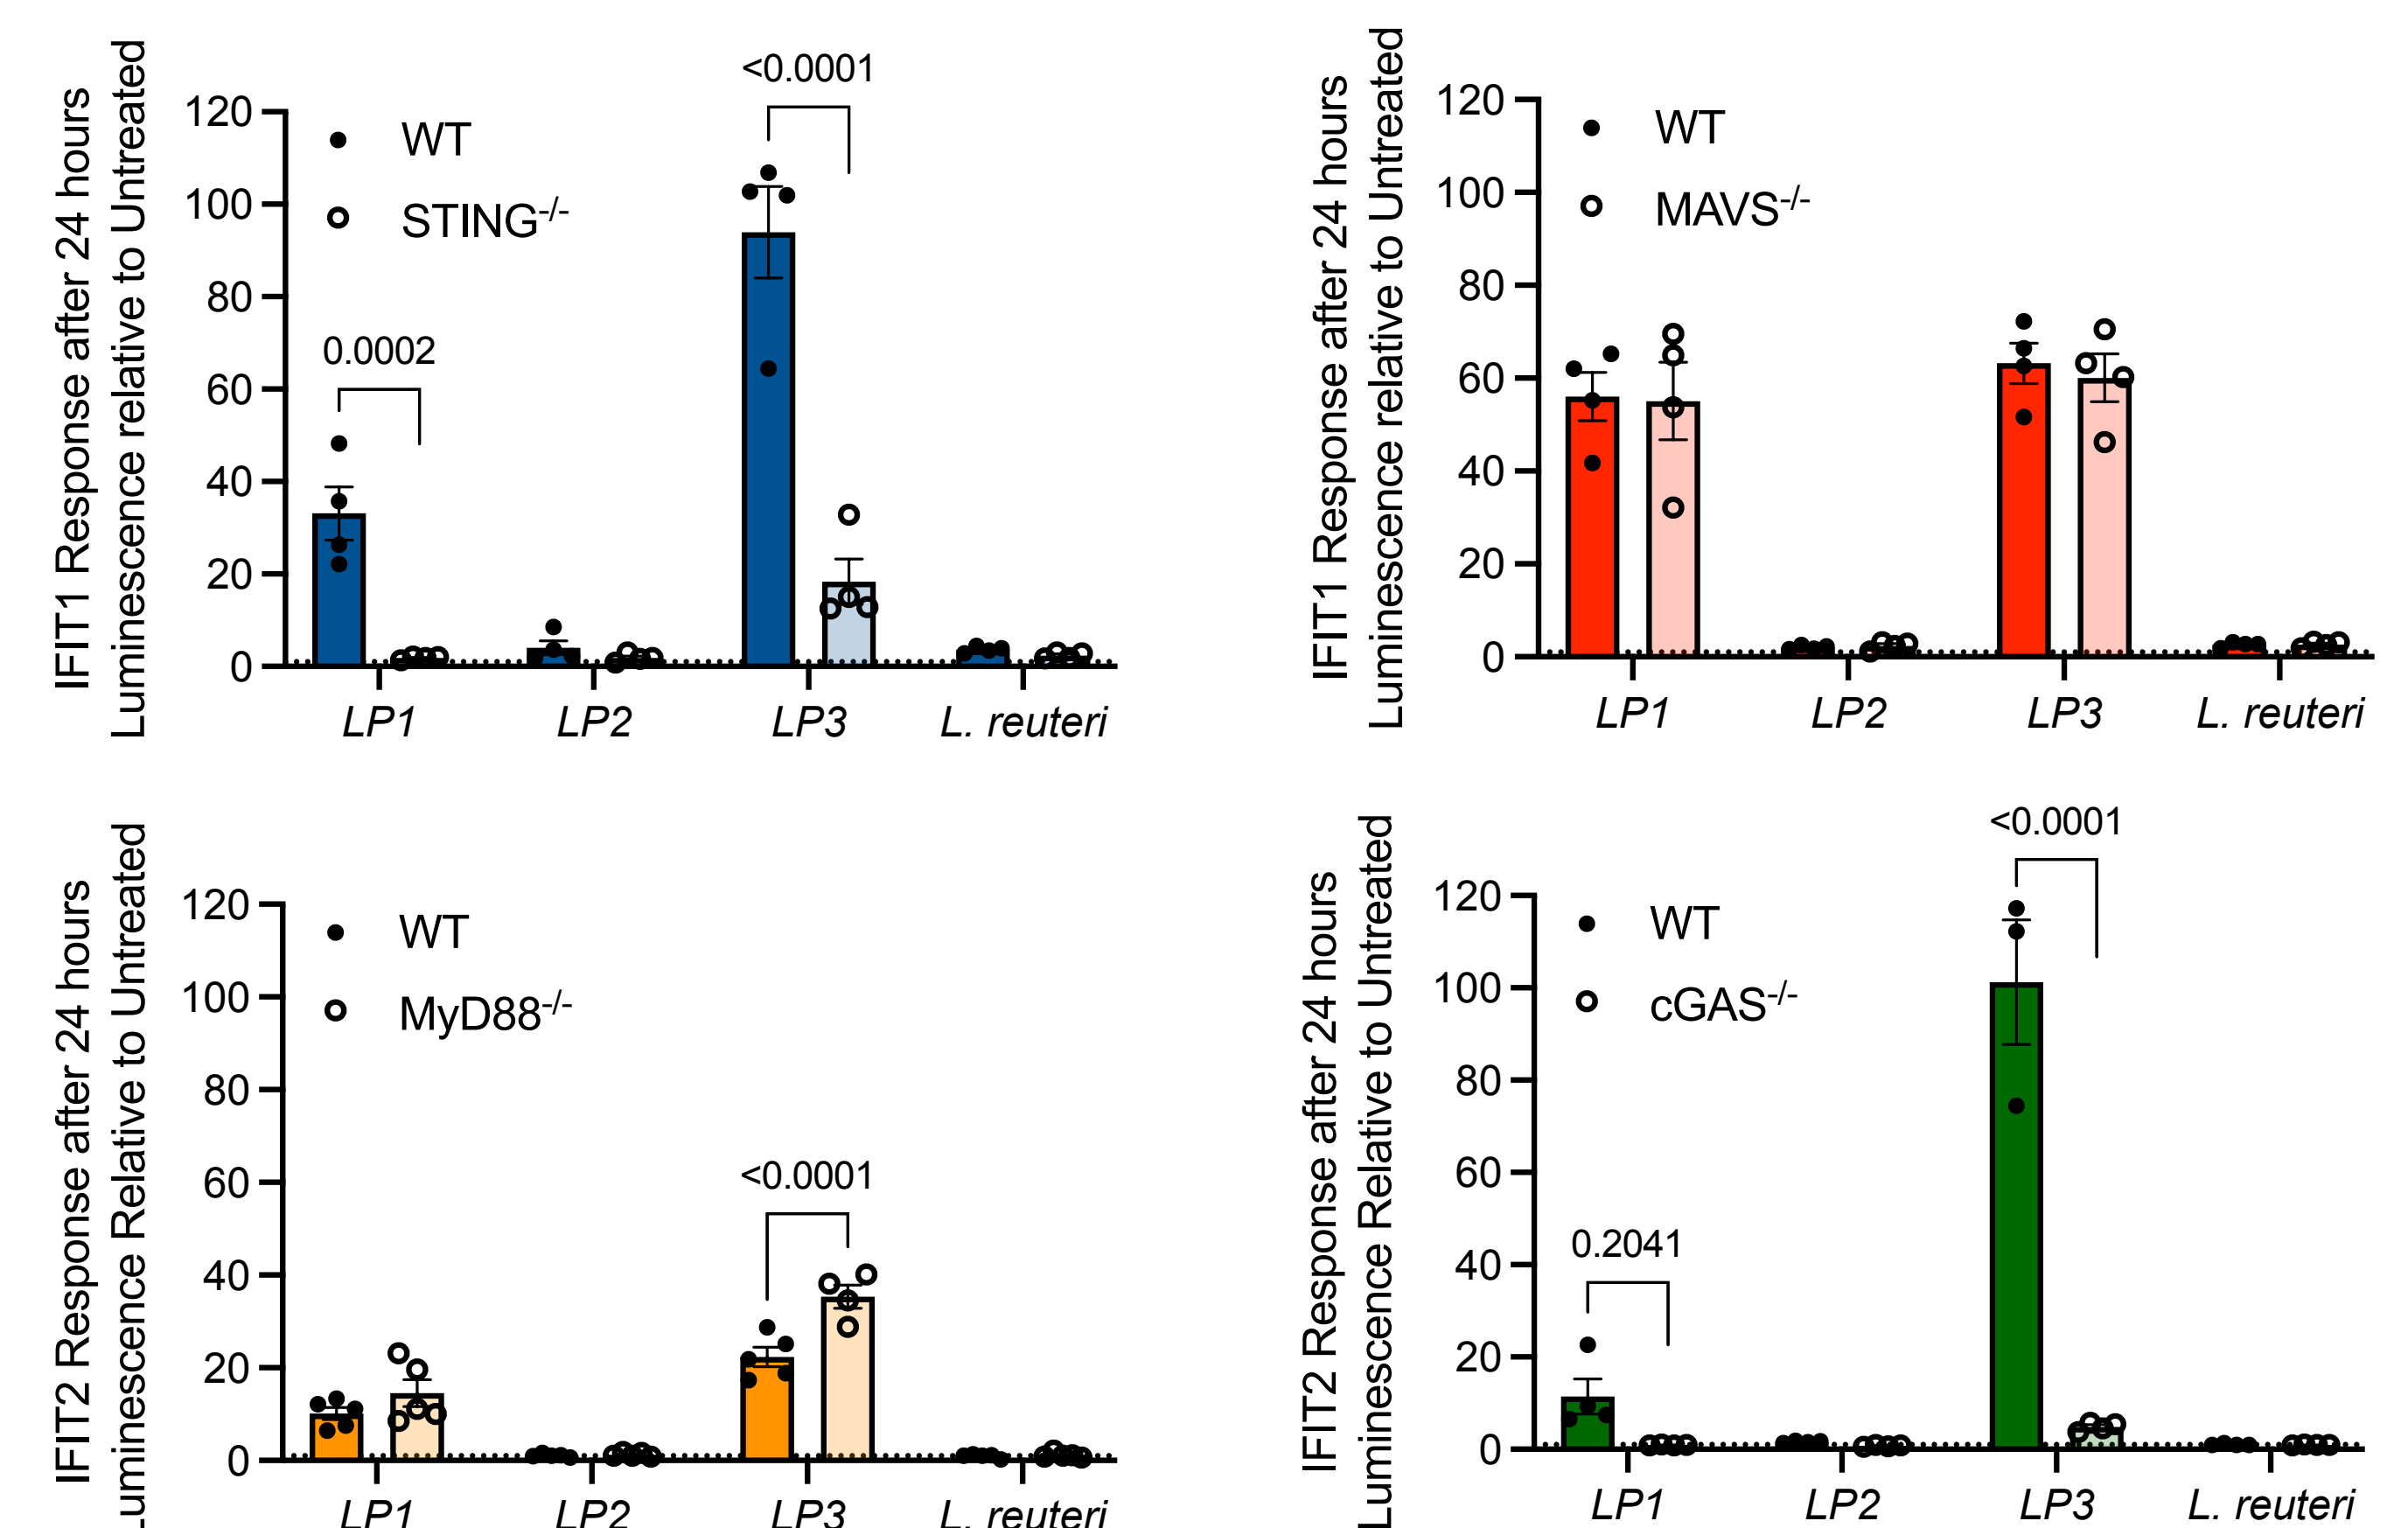 IFIT1 Response after 24 hours
Luminescence relative to Untreated
<0.0001
120
100
80
60
40
20
0
WT
STING-/-
0.0002
LP1
LP2
LP3
L. reuteri
IFIT1 Response after 24 hours
Luminescence relative to Untreated
120
100
80
60
40
20
0
WT
MAVS-/-
LP1
LP2
LP3
L. reuteri
IFIT2 Response after 24 hours
Luminescence Relative to Untreated
120
100
80
60
40
20
0
WT
MyD88-/-
<0.0001
LP1
LP2
LP3
L. reuteri
IFIT2 Response after 24 hours
Luminescence Relative to Untreated
<0.0001
120
100
80
60
40
20
0
WT
cGAS-/-
0.2041
LP1
LP2
LP3
L. reuteri